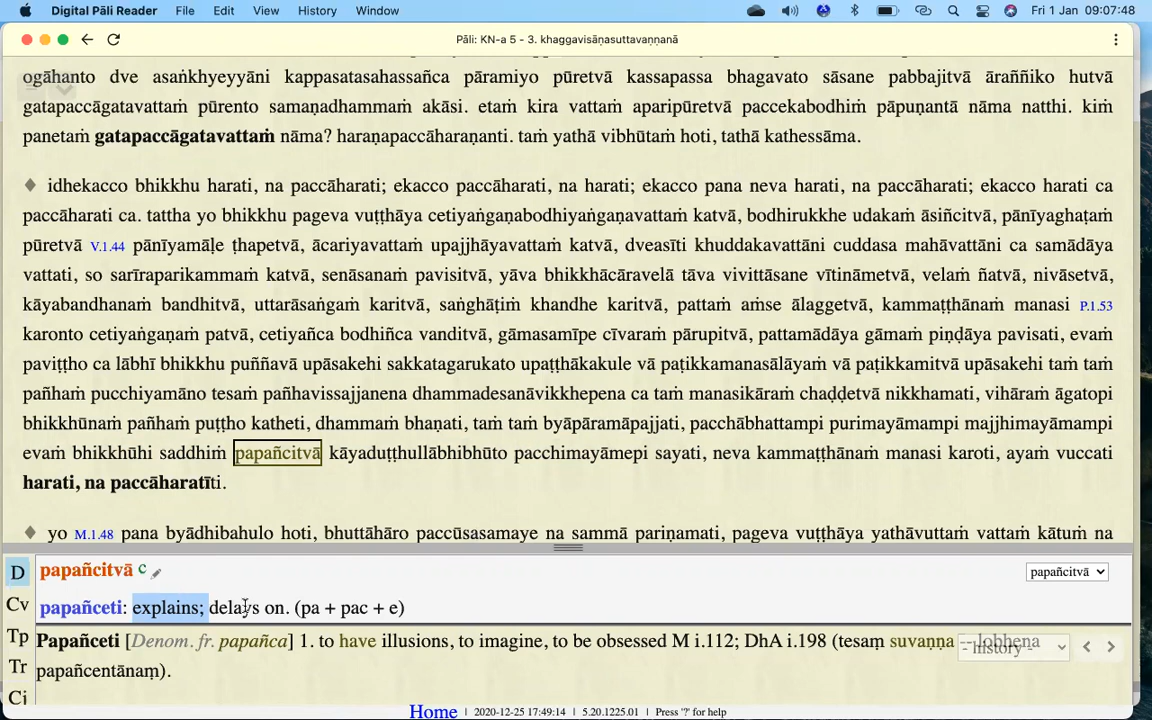 Digital Pāli Reader File Edit View History Window Fri 1 Jan 09:07:48
Pāli: KN-a 5 - 3. khaggavisāṇasuttavaṇṇanā
ogāhanto dve asaṅkhyeyyāni kappasatasahassañca pāramiyo pūretvā kassapassa bhagavato sāsane pabbajitvā āraññiko hutvā
gatapaccāgatavattaṁ pūrento samaṇadhammaṁ akāsi. etaṁ kira vattaṁ aparipūretvā paccekabodhiṁ pāpuṇantā nāma natthi. kiṁ
panetaṁ gatapaccāgatavattaṁ nāma? haraṇapaccāharaṇanti. taṁ yathā vibhūtaṁ hoti, tathā kathessāma.
♦ idhekacco bhikkhu harati, na paccāharati; ekacco paccāharati, na harati; ekacco pana neva harati, na paccāharati; ekacco harati ca
paccāharati ca. tattha yo bhikkhu pageva vuṭṭhāya cetiyaṅgaṇabodhiyaṅgaṇavattaṁ katvā, bodhirukkhe udakaṁ āsiñcitvā, pānīyaghaṭaṁ
pūretvā V.1.44 pānīyamāḷe ṭhapetvā, ācariyavattaṁ upajjhāyavattaṁ katvā, dveasīti khuddakavattāni cuddasa mahāvattāni ca samādāya
vattati, so sarīraparikammaṁ katvā, senāsanaṁ pavisitvā, yāva bhikkhācāravelā tāva vivittāsane vītināmetvā, velaṁ ñatvā, nivāsetvā,
kāyabandhanaṁ bandhitvā, uttarāsaṅgaṁ karitvā, saṅghāṭiṁ khandhe karitvā, pattaṁ aṁse ālaggetvā, kammaṭṭhānaṁ manasi P.1.53
karonto cetiyaṅgaṇaṁ patvā, cetiyañca bodhiñca vanditvā, gāmasamīpe cīvaraṁ pārupitvā, pattamādāya gāmaṁ piṇḍāya pavisati, evaṁ
paviṭṭho ca lābhī bhikkhu puññavā upāsakehi sakkatagarukato upaṭṭhākakule vā paṭikkamanasālāyaṁ vā paṭikkamitvā upāsakehi taṁ taṁ
pañhaṁ pucchiyamāno tesaṁ pañhavissajjanena dhammadesanāvikkhepena ca taṁ manasikāraṁ chaḍḍetvā nikkhamati, vihāraṁ āgatopi
bhikkhūnaṁ pañhaṁ puṭṭho katheti, dhammaṁ bhaṇati, taṁ taṁ byāpāramāpajjati, pacchābhattampi purimayāmampi majjhimayāmampi
evaṁ bhikkhūhi saddhiṁ papañcitvā kāyaduṭṭhullābhibhūto pacchimayāmepi sayati, neva kammaṭṭhānaṁ manasi karoti, ayaṁ vuccati
harati, na paccāharatīti.
♦ yo M.1.48 pana byādhibahulo hoti, bhuttāhāro paccūsasamaye na sammā pariṇamati, pageva vuṭṭhāya yathāvuttaṁ vattaṁ kātuṁ na
D papañcitvā c papañcitvā
Cv papañceti: explains; delays on. (pa + pac + e)
Tp Papañceti [Denom. fr. papañca] 1. to have illusions, to imagine, to be obsessed M i.112; DhA i.198 (tesaṃ suvaṇṇa -- lobhena
- history -
Tr papañcentānaṃ).
Cj
Home | 2020-12-25 17:49:14 | 5.20.1225.01 | Press '?' for help